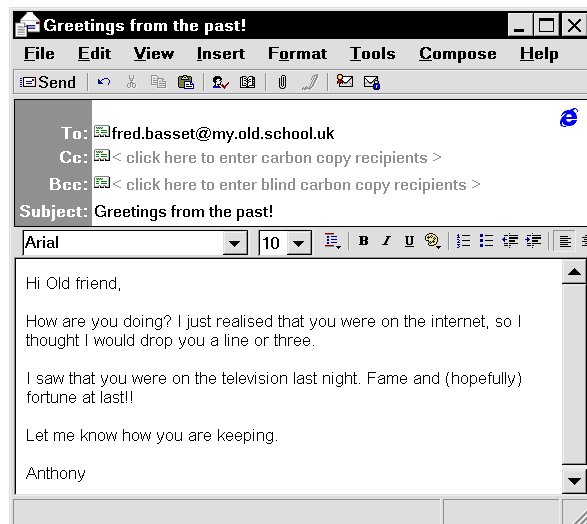 Greetings from the past!
File Edit View Insert Format Tools Compose Help
Send
To: fred.basset@my.old.school.uk
Cc: < click here to enter carbon copy recipients >
Bcc: < click here to enter blind carbon copy recipients >
Subject: Greetings from the past!
Arial 10 B I U
Hi Old friend,
How are you doing? I just realised that you were on the internet, so I
thought I would drop you a line or three.
I saw that you were on the television last night. Fame and (hopefully)
fortune at last!!
Let me know how you are keeping.
Anthony